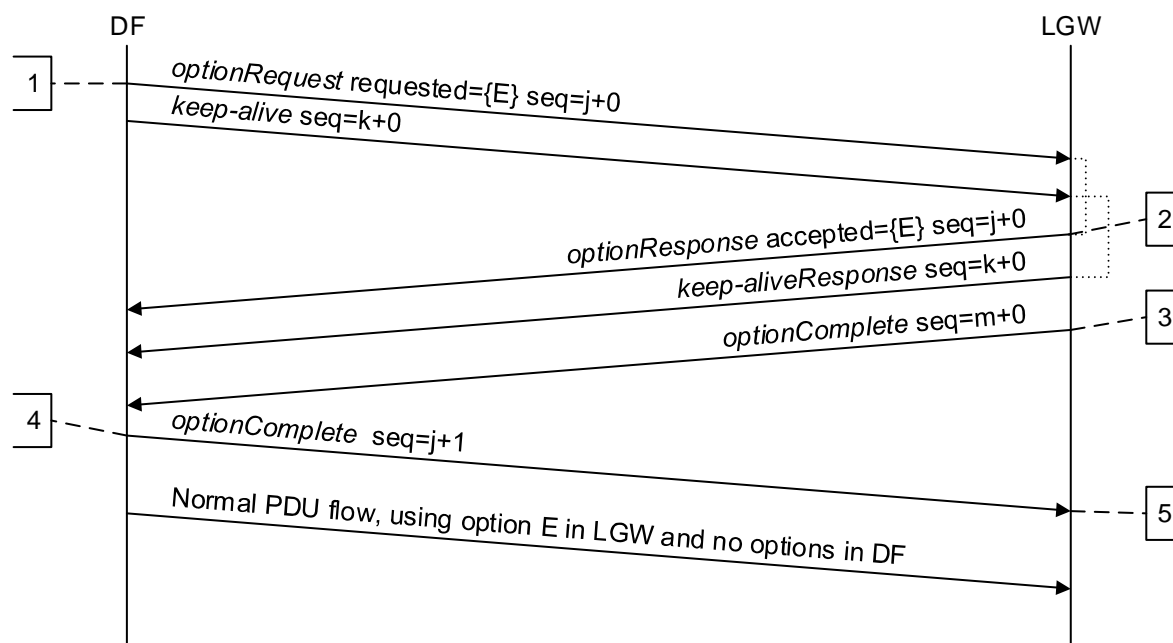 DF
LGW
1
optionRequest requested={E} seq=j+0
keep-alive seq=k+0
2
optionResponse accepted={E} seq=j+0
keep-aliveResponse seq=k+0
3
optionComplete seq=m+0
4
optionComplete seq=j+1
Normal PDU flow, using option E in LGW and no options in DF
5